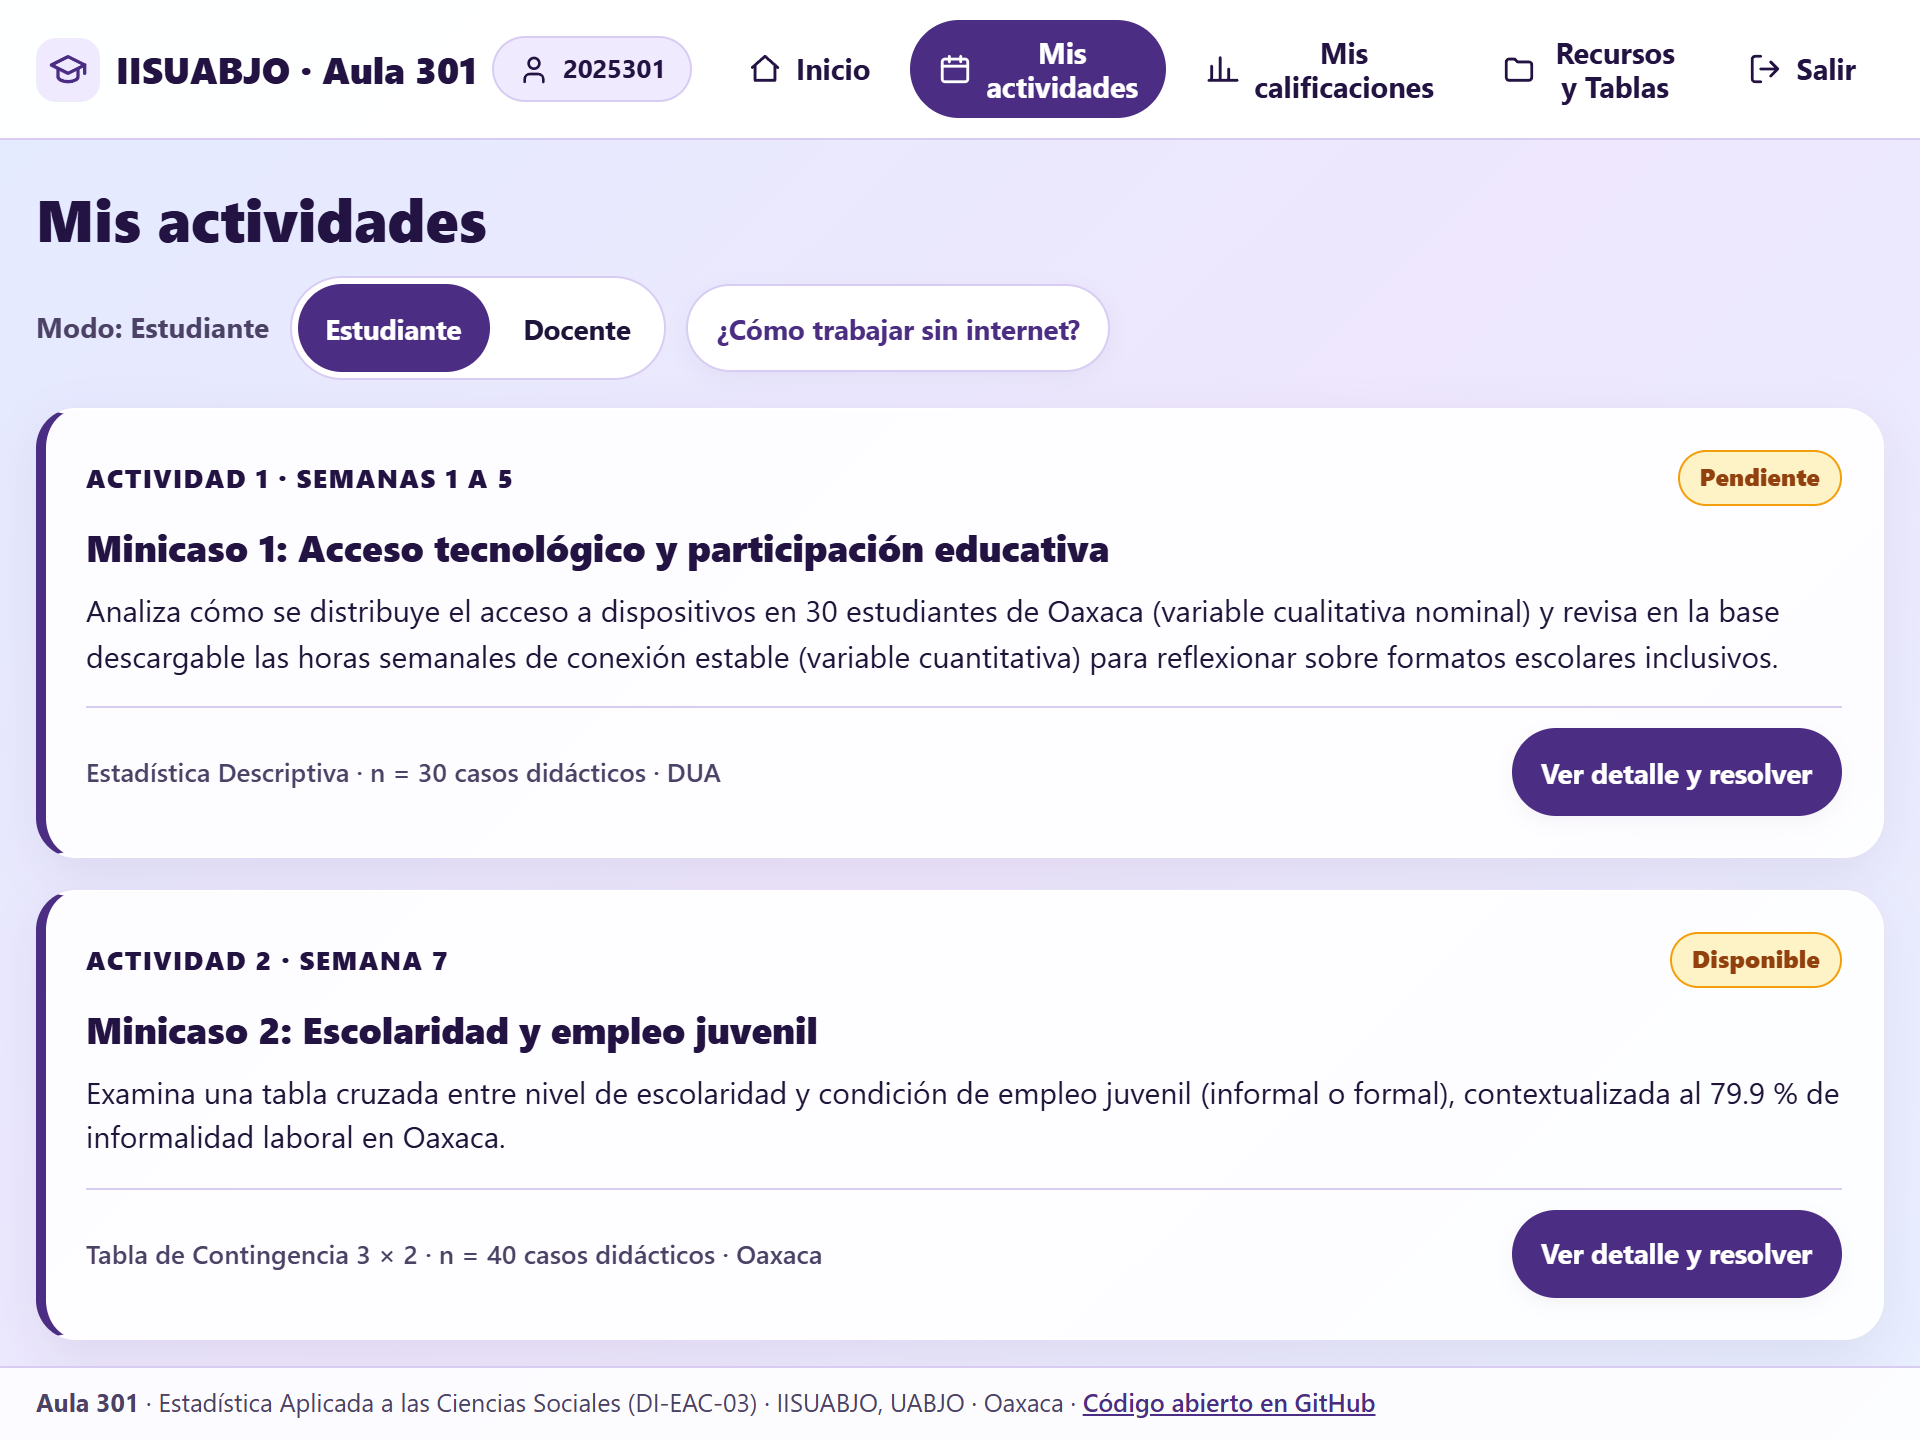 IISUABJO · Aula 301
2025301
Inicio
Mis
actividades
Mis
calificaciones
Recursos
y Tablas
Salir
Mis actividades
Modo: Estudiante
Estudiante
Docente
¿Cómo trabajar sin internet?
ACTIVIDAD 1 · SEMANAS 1 A 5
Pendiente
Minicaso 1: Acceso tecnológico y participación educativa
Analiza cómo se distribuye el acceso a dispositivos en 30 estudiantes de Oaxaca (variable cualitativa nominal) y revisa en la base
descargable las horas semanales de conexión estable (variable cuantitativa) para reflexionar sobre formatos escolares inclusivos.
Estadística Descriptiva · n = 30 casos didácticos · DUA
Ver detalle y resolver
ACTIVIDAD 2 · SEMANA 7
Disponible
Minicaso 2: Escolaridad y empleo juvenil
Examina una tabla cruzada entre nivel de escolaridad y condición de empleo juvenil (informal o formal), contextualizada al 79.9 % de
informalidad laboral en Oaxaca.
Tabla de Contingencia 3 × 2 · n = 40 casos didácticos · Oaxaca
Ver detalle y resolver
Aula 301 · Estadística Aplicada a las Ciencias Sociales (DI-EAC-03) · IISUABJO, UABJO · Oaxaca · Código abierto en GitHub